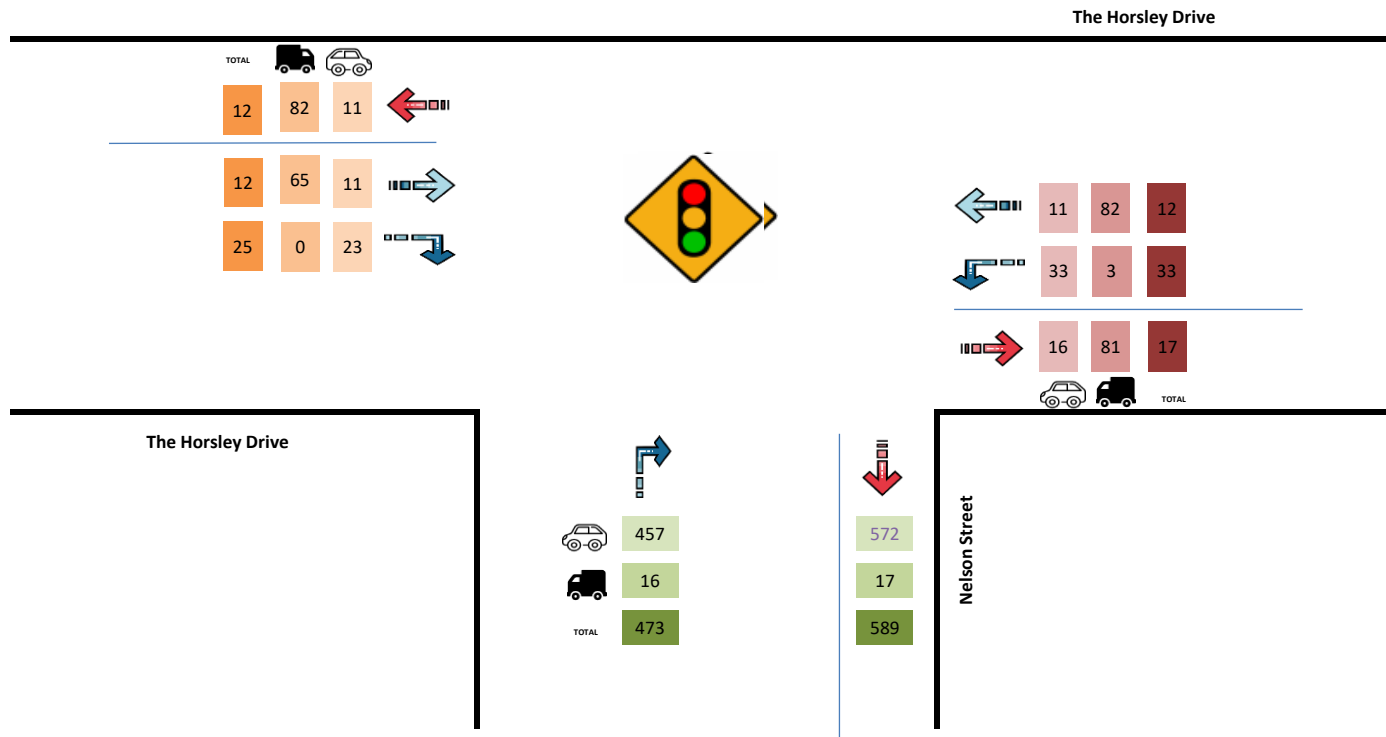 The Horsley Drive
TOTAL
12 82 11
12 65 11
25 0 23
11 82 12
33 3 33
16 81 17
TOTAL
The Horsley Drive
Nelson Street
457 572
16 17
TOTAL 473 589